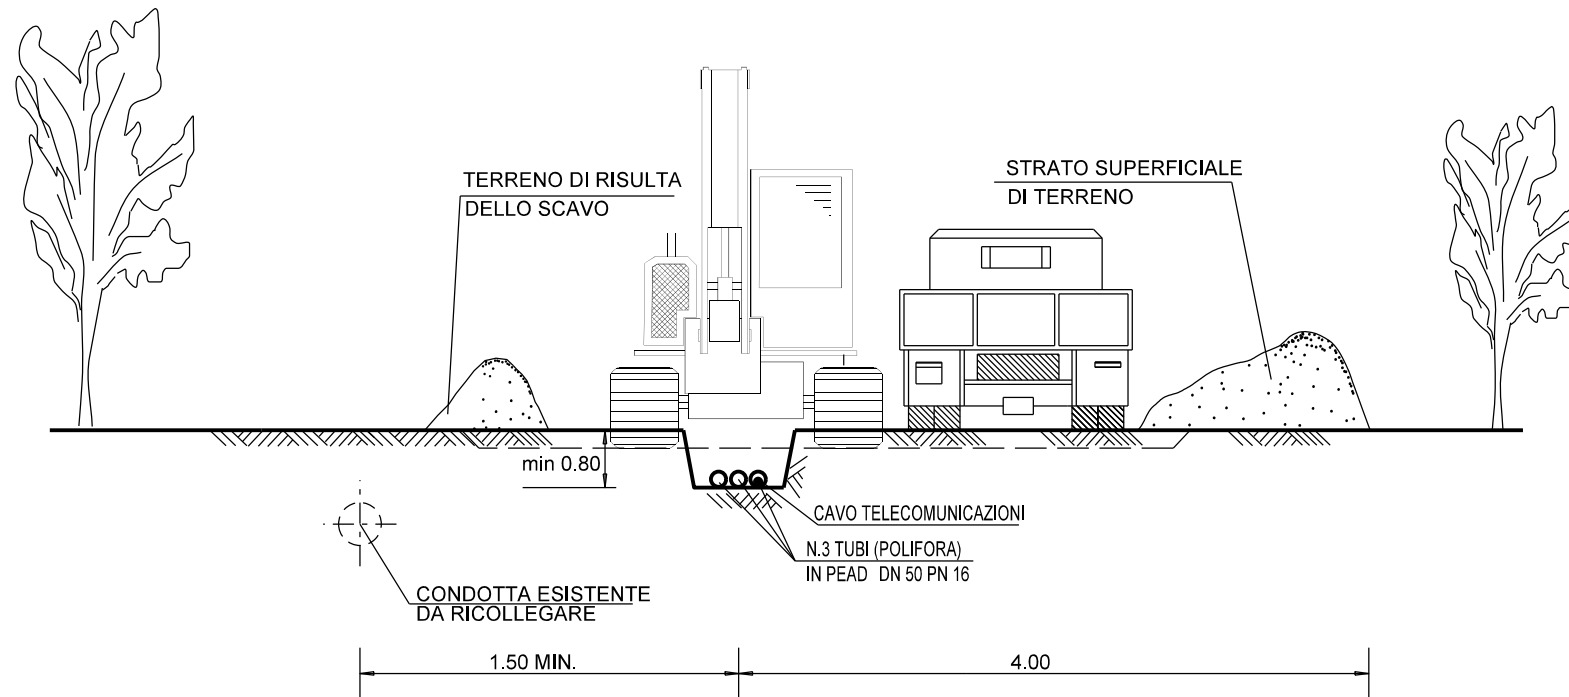 TERRENO DI RISULTA
DELLO SCAVO
STRATO SUPERFICIALE
DI TERRENO
min 0.80
CAVO TELECOMUNICAZIONI
N.3 TUBI (POLIFORA)
IN PEAD DN 50 PN 16
CONDOTTA ESISTENTE
DA RICOLLEGARE
1.50 MIN.
4.00